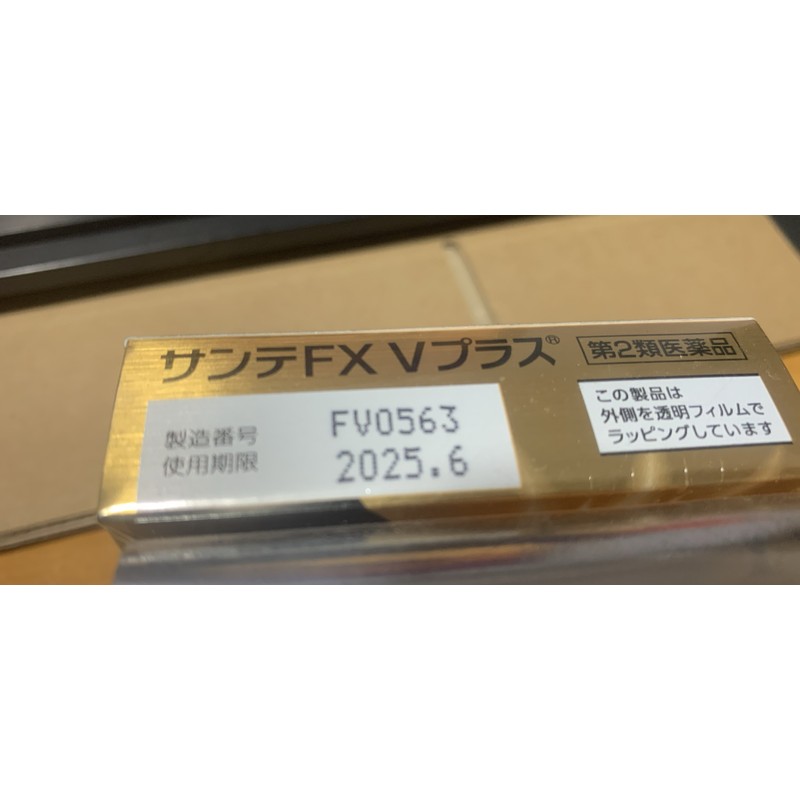 サンテFX Vプラス® 第2類医薬品
製造番号 FV0563
使用期限 2025.6
この製品は
外側を透明フィルムで
ラッピングしています